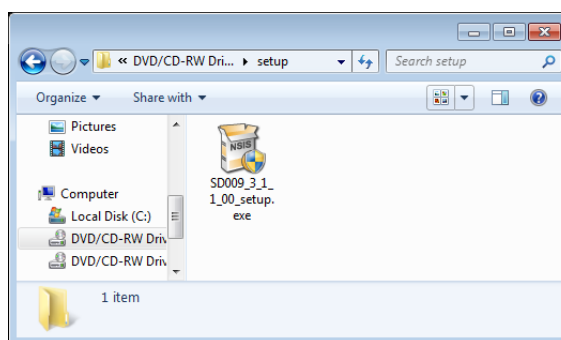 « DVD/CD-RW Dri... ▸ setup
Search setup
Organize ▾ Share with ▾
Pictures
Videos
Computer
Local Disk (C:)
DVD/CD-RW Driv
DVD/CD-RW Driv
NSIS
SD009_3_1_
1_00_setup.
exe
1 item